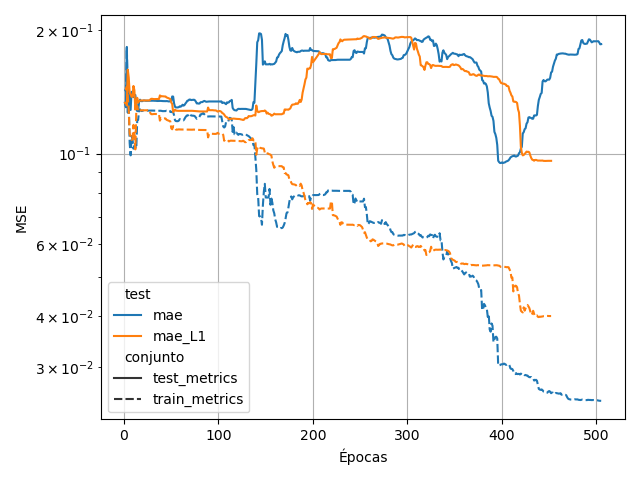 2 × 10⁻¹
10⁻¹
6 × 10⁻²
4 × 10⁻²
3 × 10⁻²
MSE
test
mae
mae_L1
conjunto
test_metrics
train_metrics
0 100 200 300 400 500
Épocas